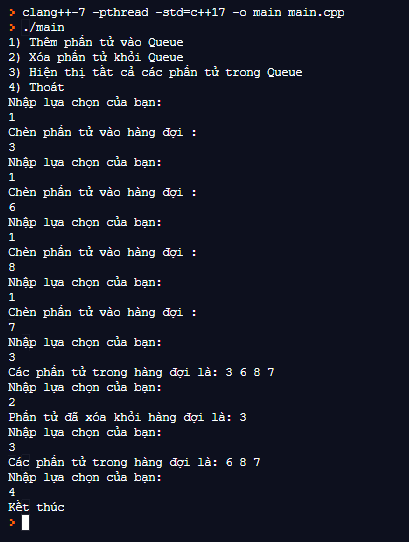 > clang++-7 -pthread -std=c++17 -o main main.cpp
> ./main
1) Thêm phần tử vào Queue
2) Xóa phần tử khỏi Queue
3) Hiện thị tất cả các phần tử trong Queue
4) Thoát
Nhập lựa chọn của bạn:
1
Chèn phần tử vào hàng đợi :
3
Nhập lựa chọn của bạn:
1
Chèn phần tử vào hàng đợi :
6
Nhập lựa chọn của bạn:
1
Chèn phần tử vào hàng đợi :
8
Nhập lựa chọn của bạn:
1
Chèn phần tử vào hàng đợi :
7
Nhập lựa chọn của bạn:
3
Các phần tử trong hàng đợi là: 3 6 8 7
Nhập lựa chọn của bạn:
2
Phần tử đã xóa khỏi hàng đợi là: 3
Nhập lựa chọn của bạn:
3
Các phần tử trong hàng đợi là: 6 8 7
Nhập lựa chọn của bạn:
4
Kết thúc
>